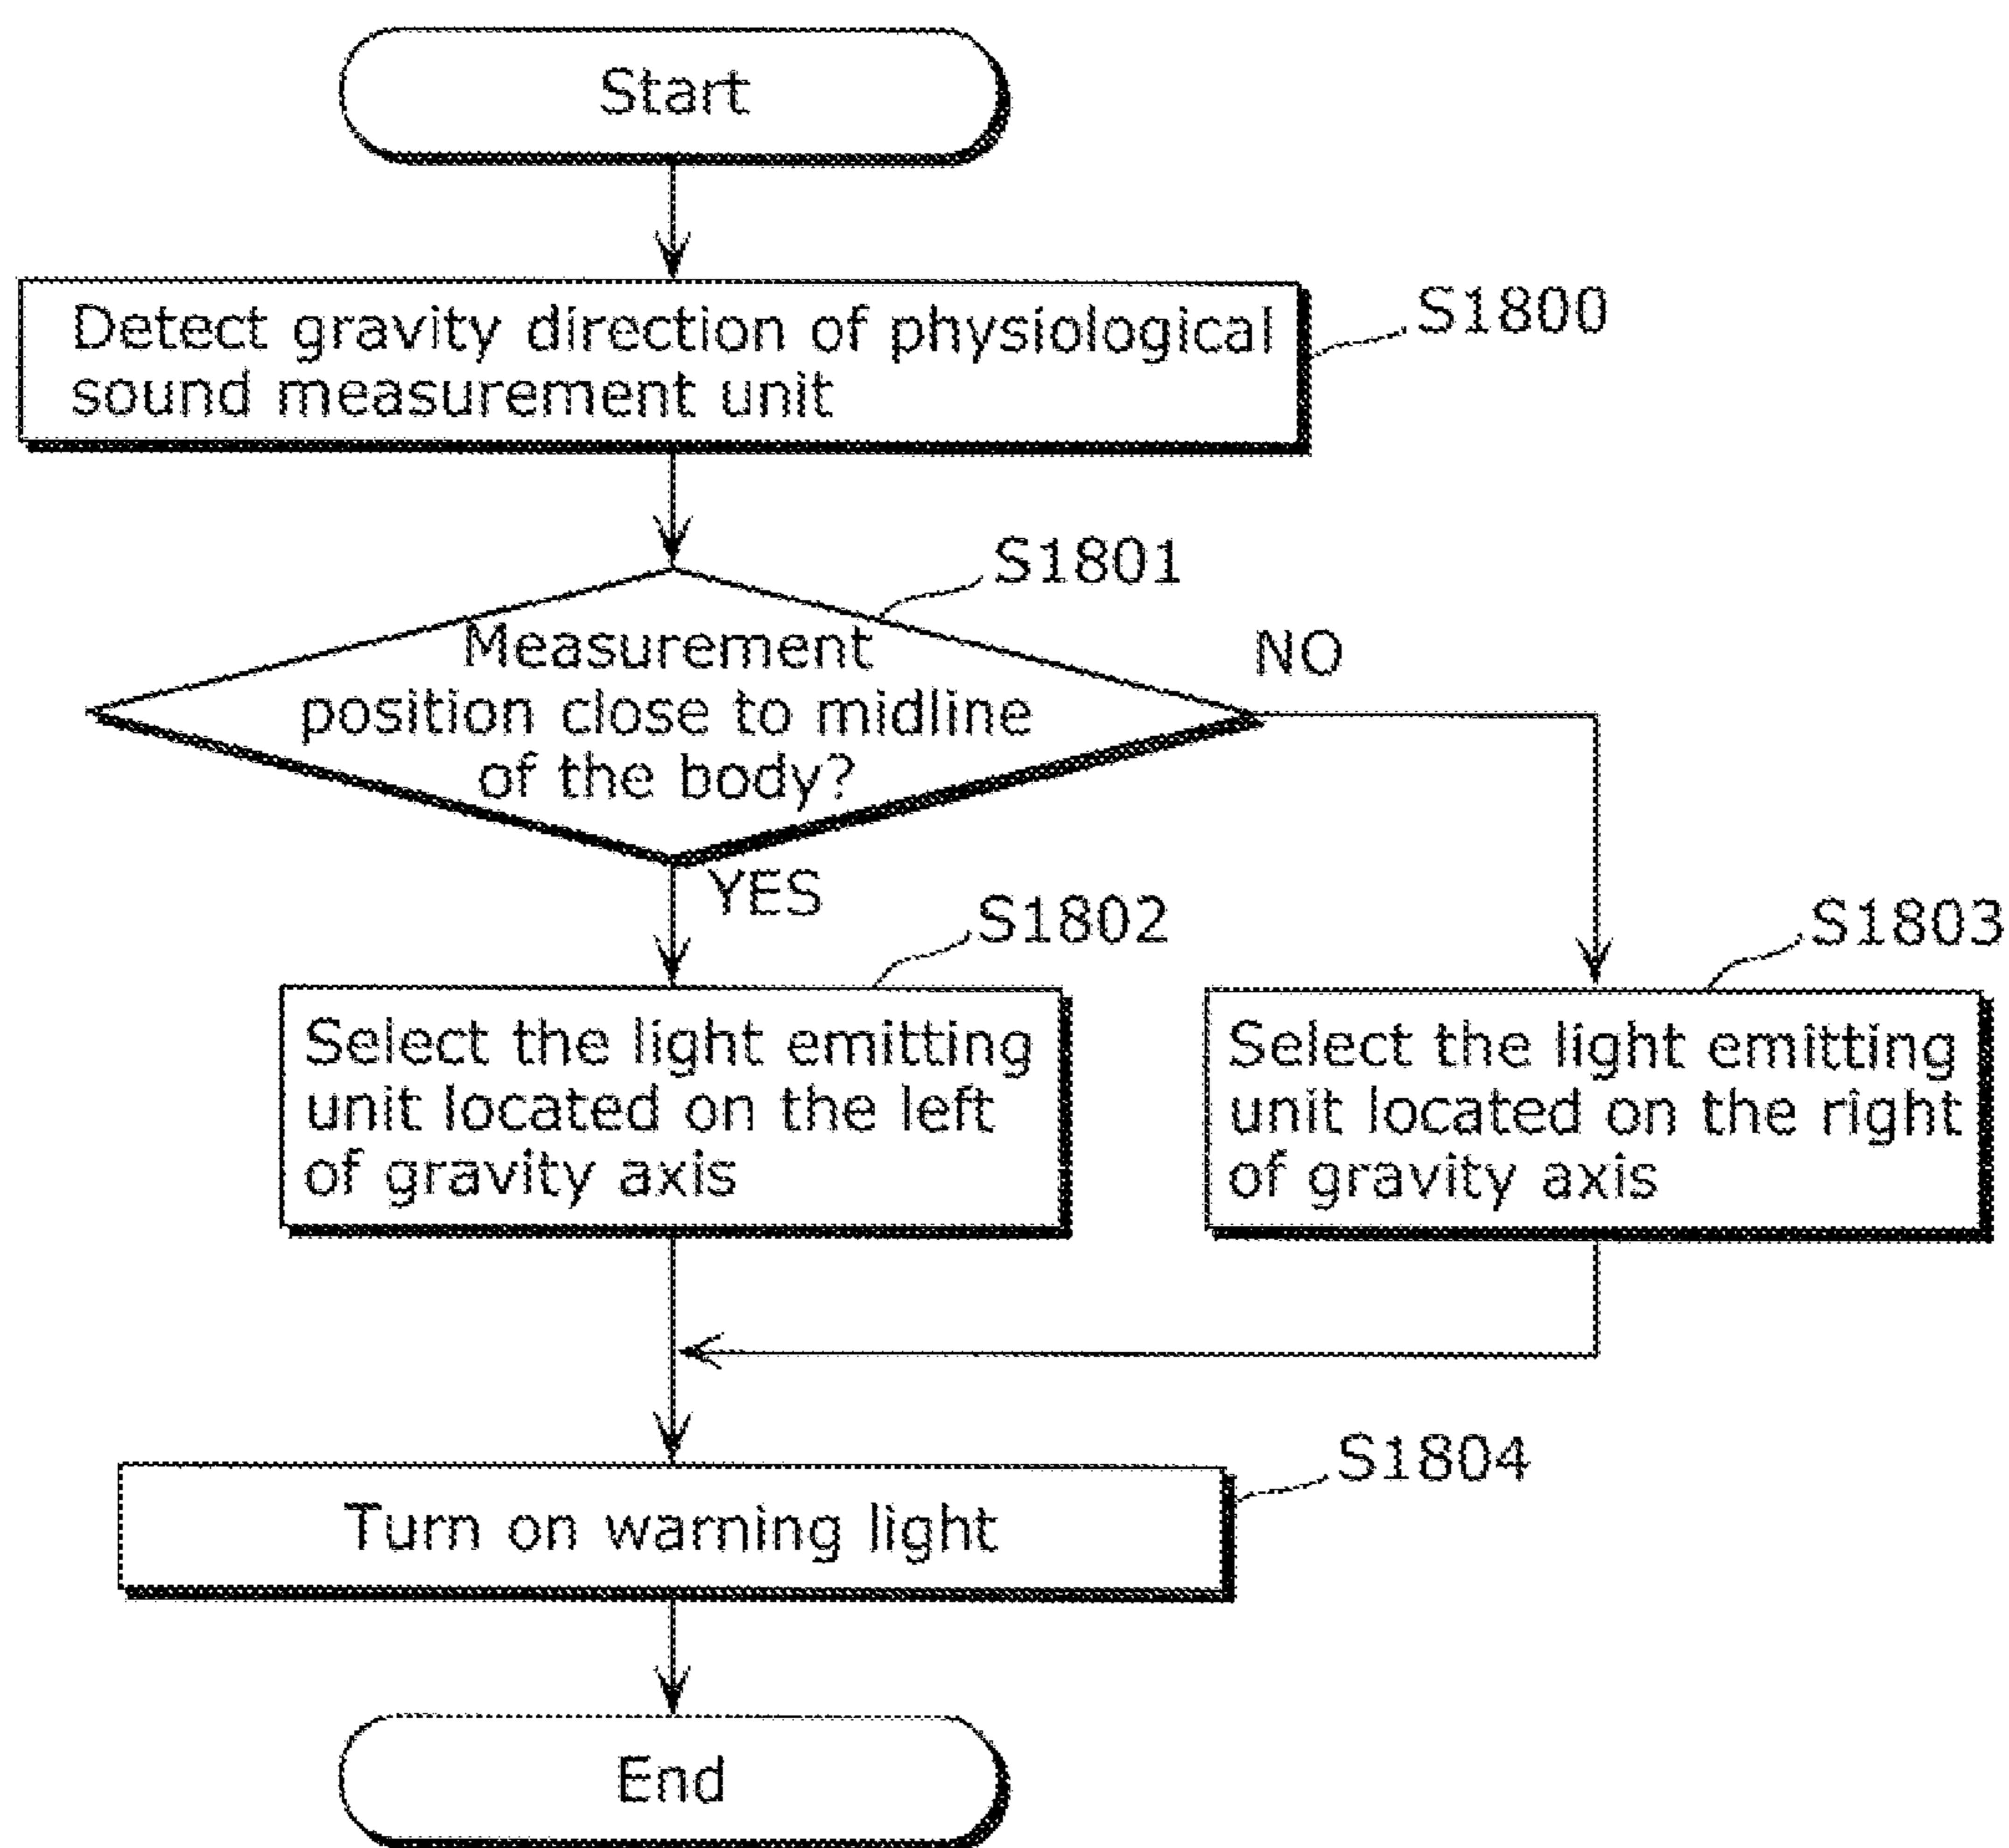 Start
Detect gravity direction of physiological
sound measurement unit
S1800
S1801
Measurement
position close to midline
of the body?
NO
YES
S1802
Select the light emitting
unit located on the left
of gravity axis
S1803
Select the light emitting
unit located on the right
of gravity axis
S1804
Turn on warning light
End